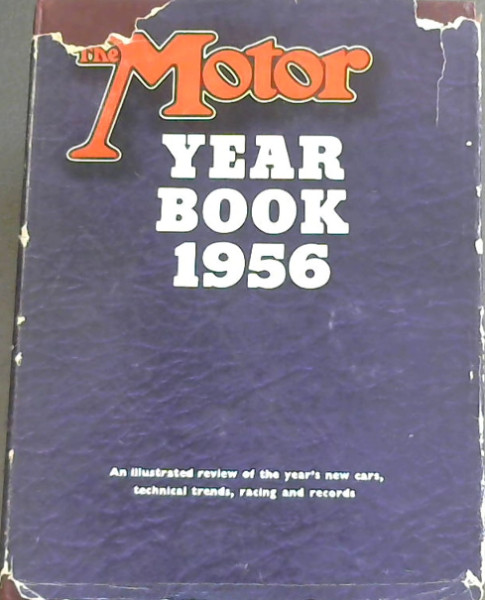 The Motor
YEAR
BOOK
1956
An illustrated review of the year's new cars,
technical trends, racing and records